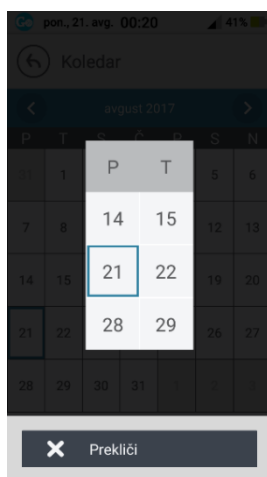 Go pon., 21. avg. 00:20 41%
Koledar
avgust 2017
P T S Č P S N
31 1 5 6
7 8 12 13
14 15 19 20
21 22 26 27
28 29 30 31 1 2 3
P T
14 15
21 22
28 29
Prekliči